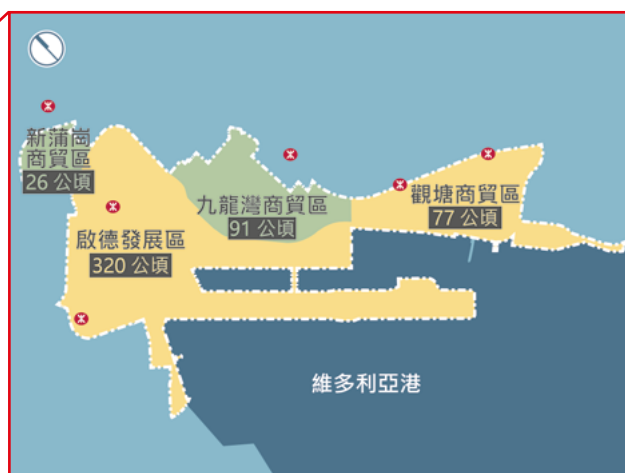 新蒲崗
商貿區
26 公頃
九龍灣商貿區
91 公頃
觀塘商貿區
77 公頃
啟德發展區
320 公頃
維多利亞港